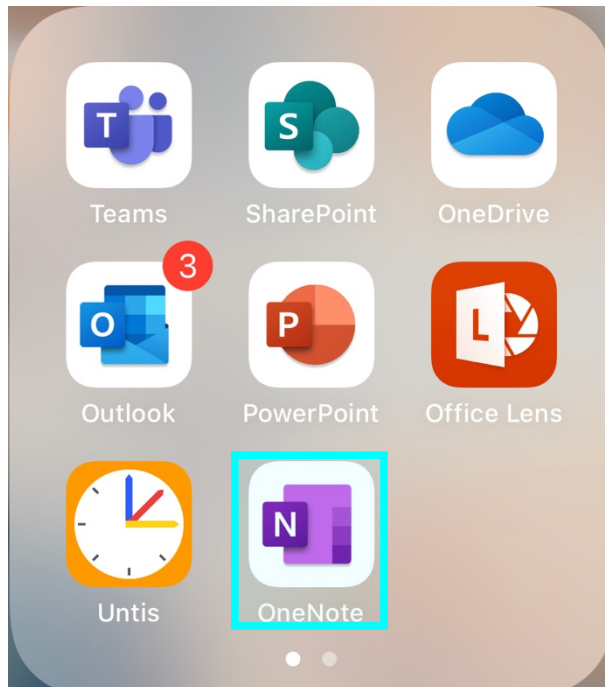 T
S
Teams
SharePoint
OneDrive
3
O
P
L
Outlook
PowerPoint
Office Lens
N
Untis
OneNote